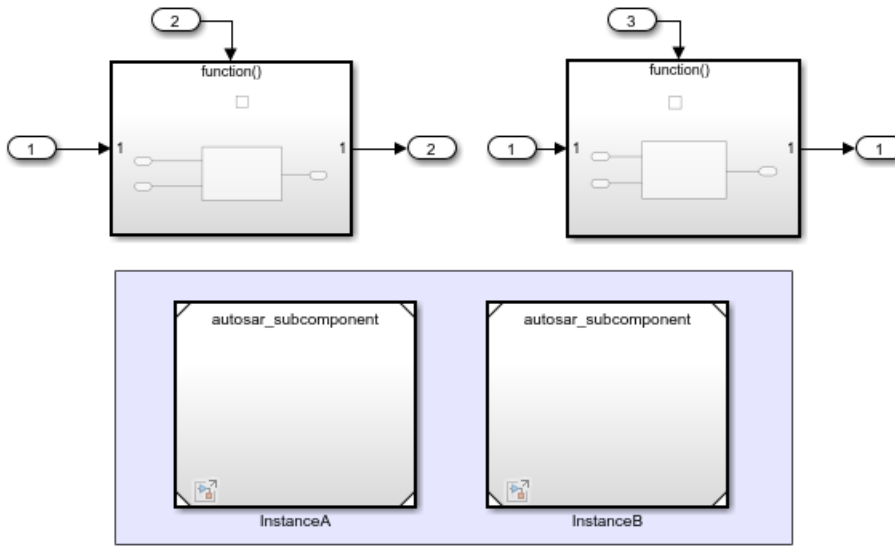 2 3
function() function()
1 1 1 2 1 1 1 1
autosar_subcomponent autosar_subcomponent
InstanceA InstanceB